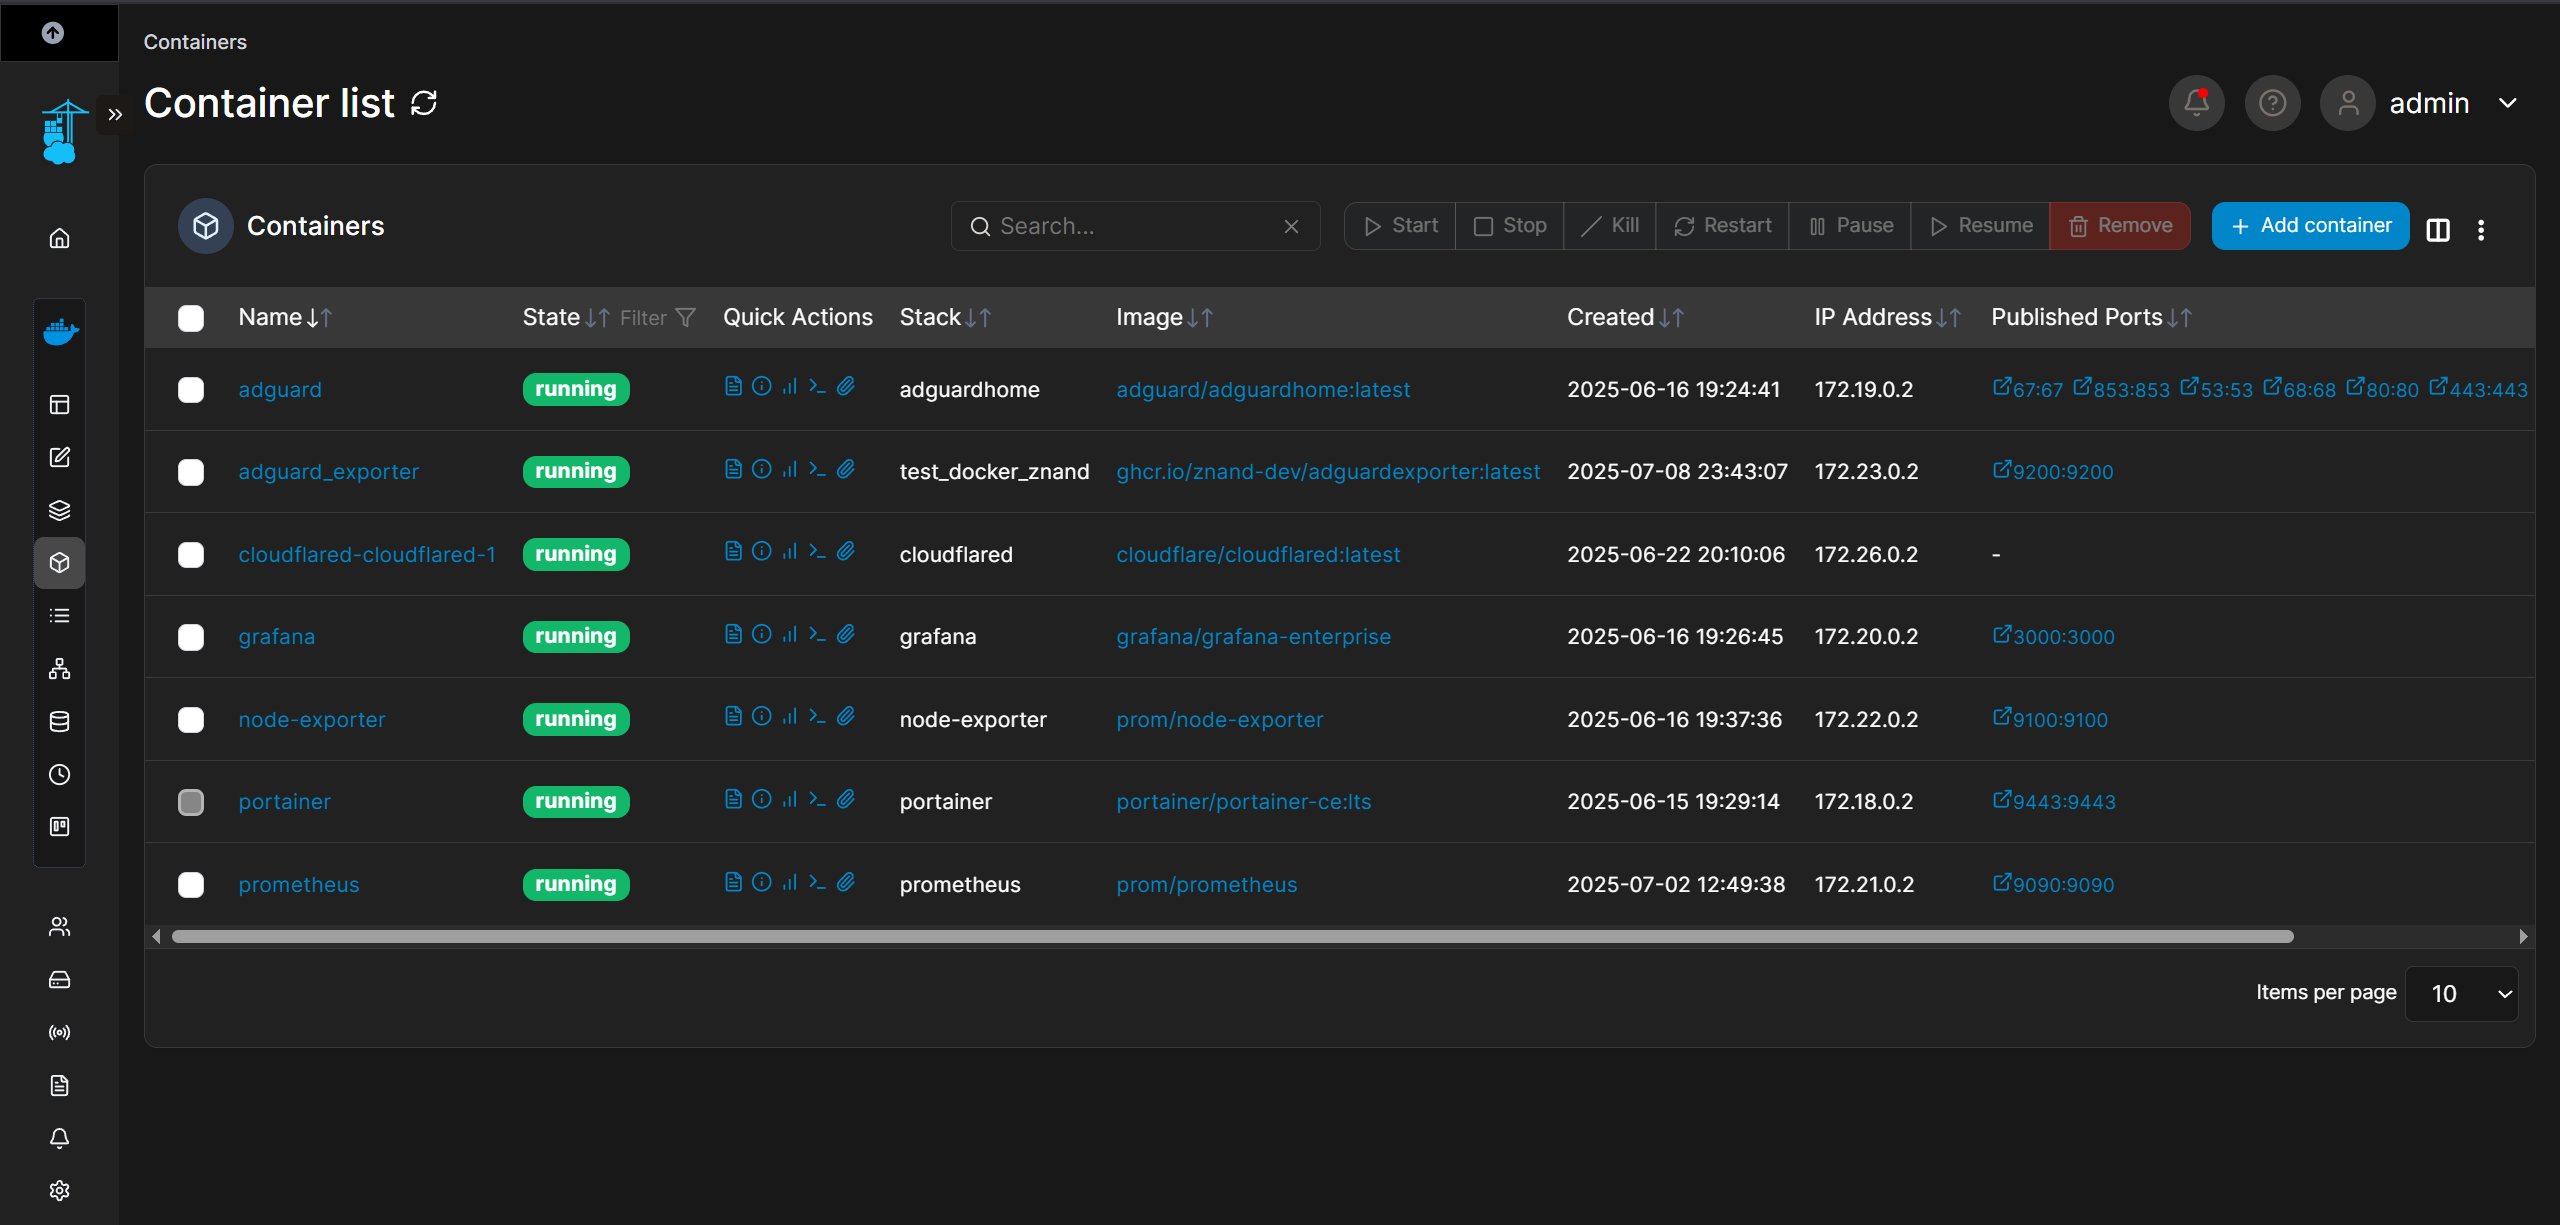 Containers
Container list
admin
Containers
Search...
Start Stop Kill Restart Pause Resume Remove
Add container
Name State Filter Quick Actions Stack Image Created IP Address Published Ports
adguard running adguardhome adguard/adguardhome:latest 2025-06-16 19:24:41 172.19.0.2 67:67 853:853 53:53 68:68 80:80 443:443
adguard_exporter running test_docker_znand ghcr.io/znand-dev/adguardexporter:latest 2025-07-08 23:43:07 172.23.0.2 9200:9200
cloudflared-cloudflared-1 running cloudflared cloudflare/cloudflared:latest 2025-06-22 20:10:06 172.26.0.2 -
grafana running grafana grafana/grafana-enterprise 2025-06-16 19:26:45 172.20.0.2 3000:3000
node-exporter running node-exporter prom/node-exporter 2025-06-16 19:37:36 172.22.0.2 9100:9100
portainer running portainer portainer/portainer-ce:lts 2025-06-15 19:29:14 172.18.0.2 9443:9443
prometheus running prometheus prom/prometheus 2025-07-02 12:49:38 172.21.0.2 9090:9090
Items per page 10